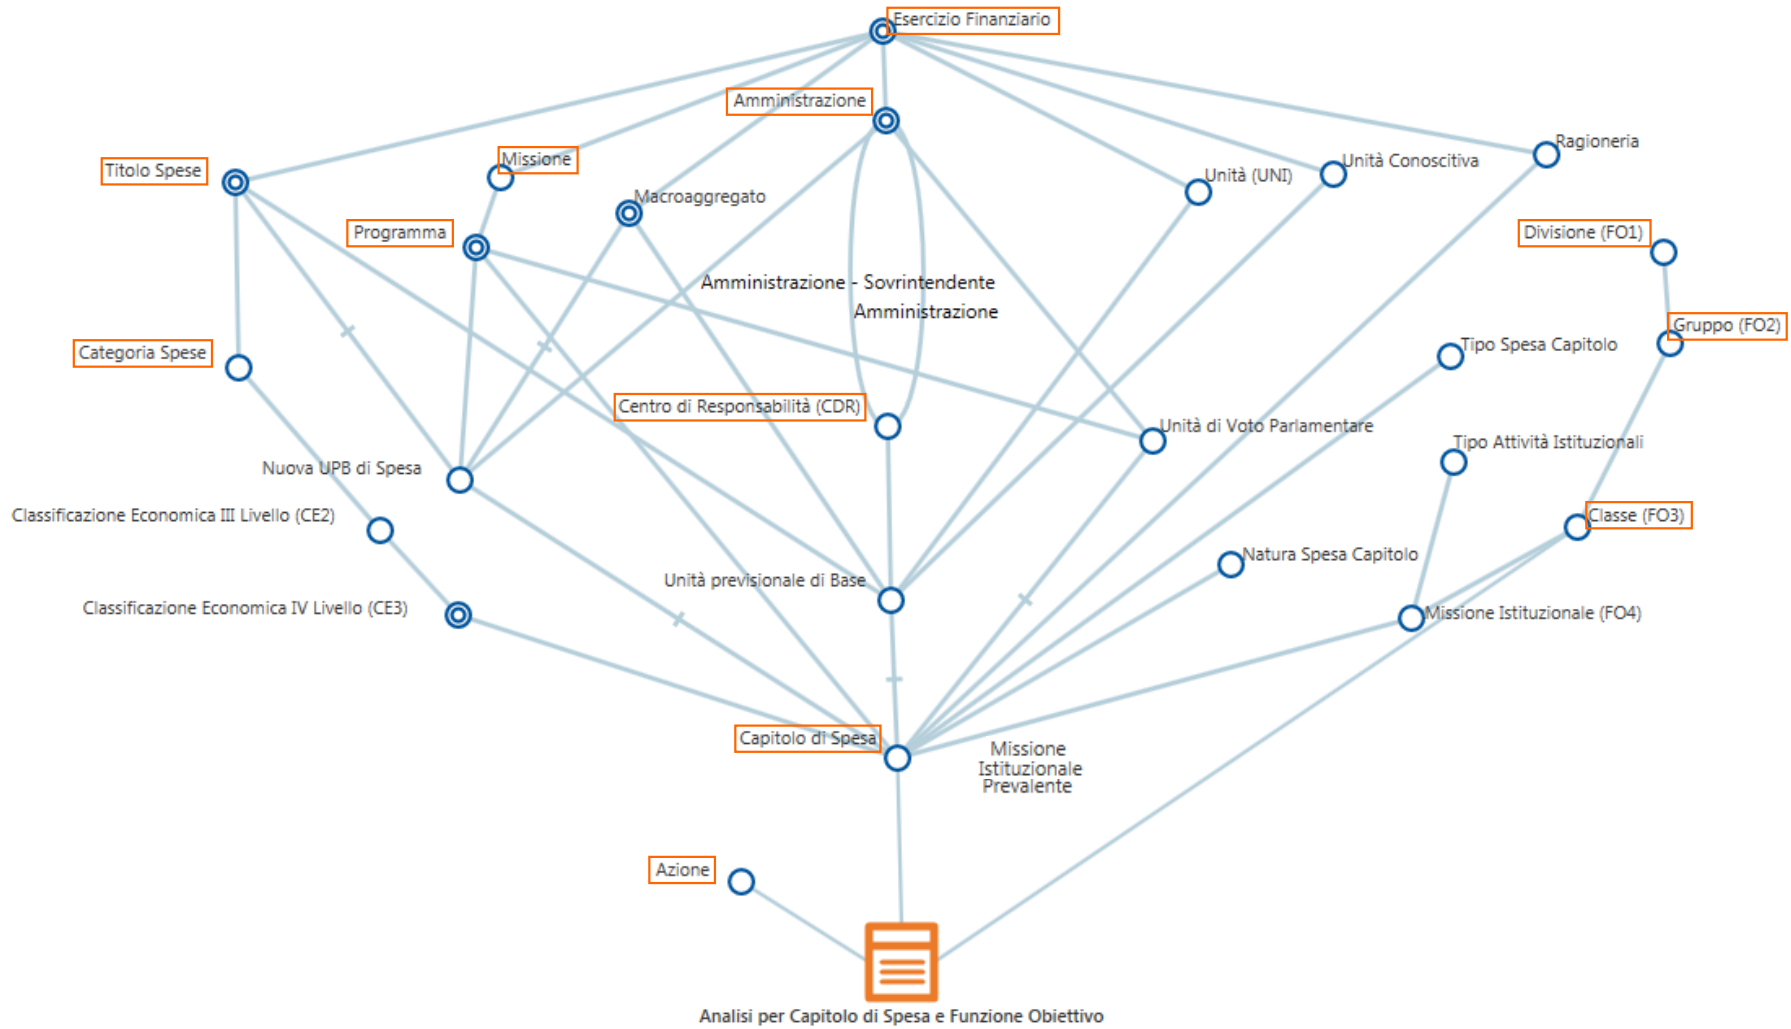 Esercizio Finanziario
Amministrazione
Ragioneria
Missione
Unità Conoscitiva
Titolo Spese
Unità (UNI)
Macroaggregato
Programma
Divisione (FO1)
Amministrazione - Sovrintendente
Amministrazione
Gruppo (FO2)
Tipo Spesa Capitolo
Categoria Spese
Centro di Responsabilità (CDR)
Unità di Voto Parlamentare
Tipo Attività Istituzionali
Nuova UPB di Spesa
Classificazione Economica III Livello (CE2)
Classe (FO3)
Natura Spesa Capitolo
Unità previsionale di Base
Classificazione Economica IV Livello (CE3)
Missione Istituzionale (FO4)
Capitolo di Spesa
Missione
Istituzionale
Prevalente
Azione
Analisi per Capitolo di Spesa e Funzione Obiettivo